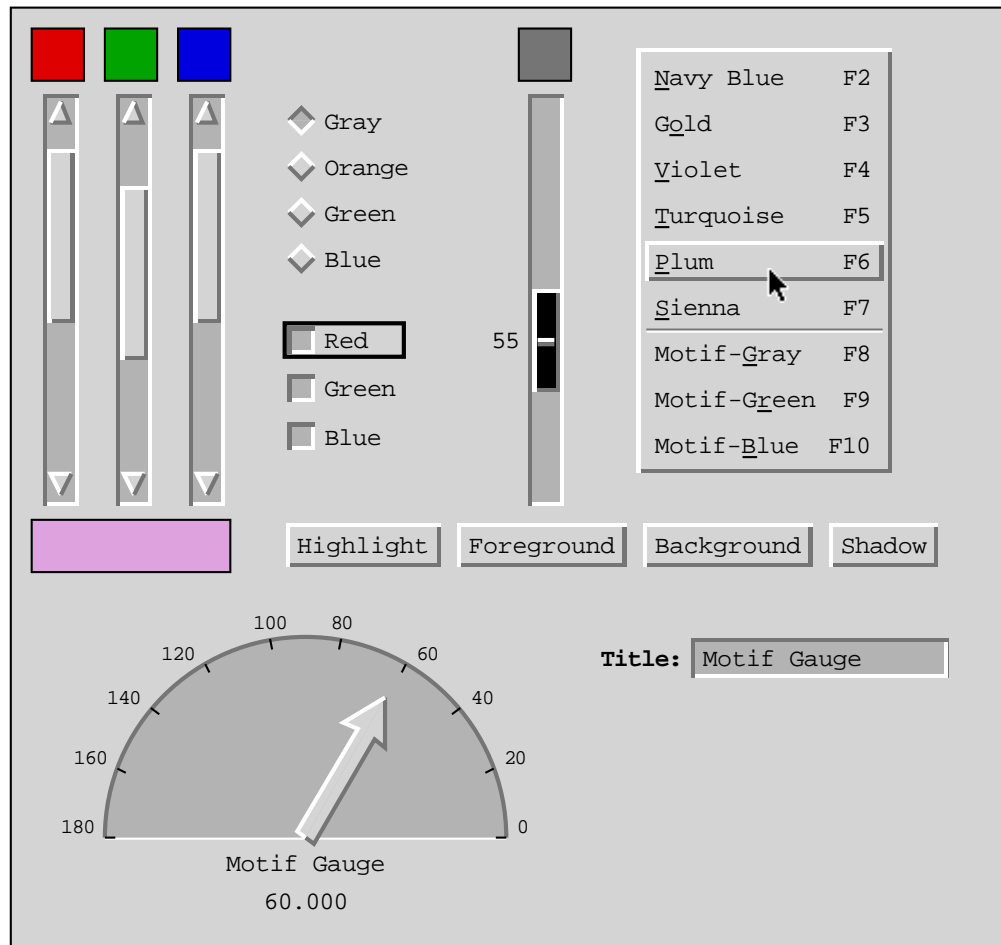 Gray
Orange
Green
Blue
Red
Green
Blue
55
Navy Blue F2
Gold F3
Violet F4
Turquoise F5
Plum F6
Sienna F7
Motif-Gray F8
Motif-Green F9
Motif-Blue F10
Highlight
Foreground
Background
Shadow
180
160
140
120
100
80
60
40
20
0
Motif Gauge
60.000
Title: Motif Gauge